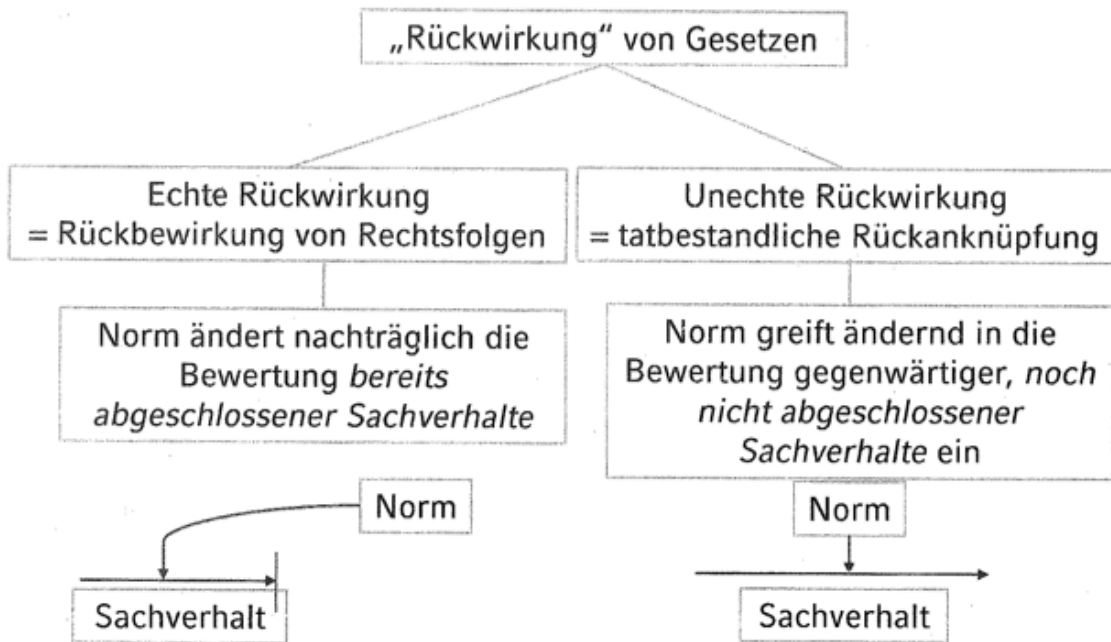 „Rückwirkung“ von Gesetzen
Echte Rückwirkung
= Rückbewirkung von Rechtsfolgen
Unechte Rückwirkung
= tatbestandliche Rückanknüpfung
Norm ändert nachträglich die
Bewertung bereits
abgeschlossener Sachverhalte
Norm greift ändernd in die
Bewertung gegenwärtiger, noch
nicht abgeschlossener
Sachverhalte ein
Norm
Sachverhalt
Norm
Sachverhalt